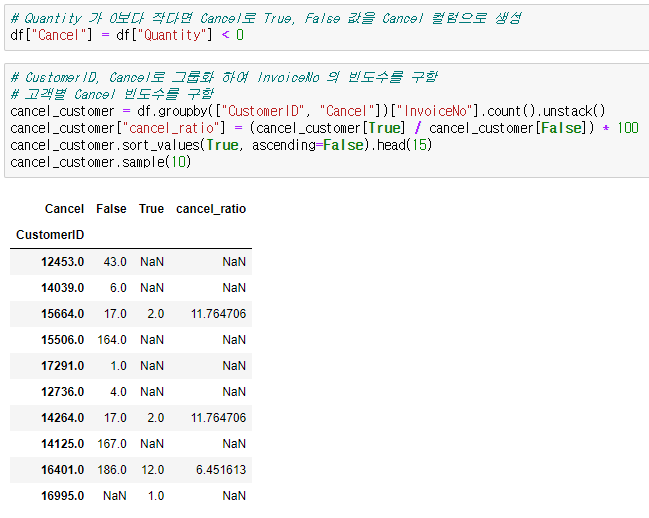 # Quantity 가 0보다 작다면 Cancel로 True, False 값을 Cancel 컬럼으로 생성
df["Cancel"] = df["Quantity"] < 0
# CustomerID, Cancel로 그룹화 하여 InvoiceNo 의 빈도수를 구함
# 고객별 Cancel 빈도수를 구함
cancel_customer = df.groupby(["CustomerID", "Cancel"])["InvoiceNo"].count().unstack()
cancel_customer["cancel_ratio"] = (cancel_customer[True] / cancel_customer[False]) * 100
cancel_customer.sort_values(True, ascending=False).head(15)
cancel_customer.sample(10)
Cancel False True cancel_ratio
CustomerID
12453.0 43.0 NaN NaN
14039.0 6.0 NaN NaN
15664.0 17.0 2.0 11.764706
15506.0 164.0 NaN NaN
17291.0 1.0 NaN NaN
12736.0 4.0 NaN NaN
14264.0 17.0 2.0 11.764706
14125.0 167.0 NaN NaN
16401.0 186.0 12.0 6.451613
16995.0 NaN 1.0 NaN